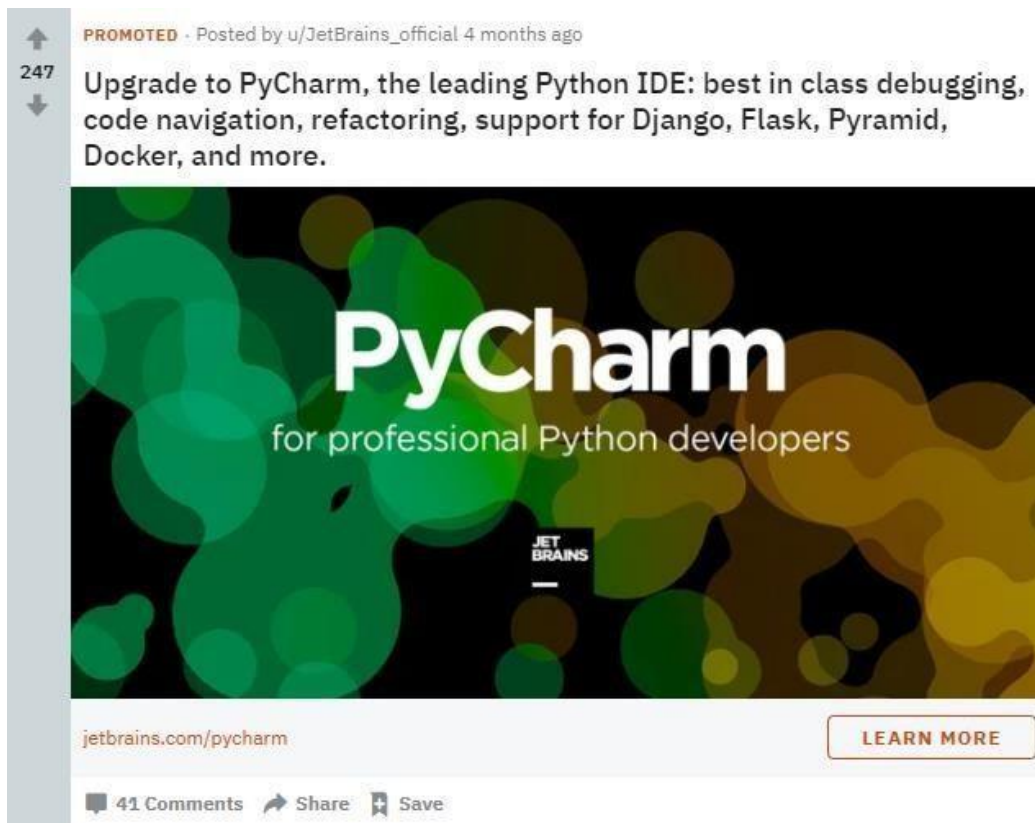 PROMOTED · Posted by u/JetBrains_official 4 months ago
247
Upgrade to PyCharm, the leading Python IDE: best in class debugging,
code navigation, refactoring, support for Django, Flask, Pyramid,
Docker, and more.
PyCharm
for professional Python developers
JET
BRAINS
jetbrains.com/pycharm
LEARN MORE
41 Comments Share Save